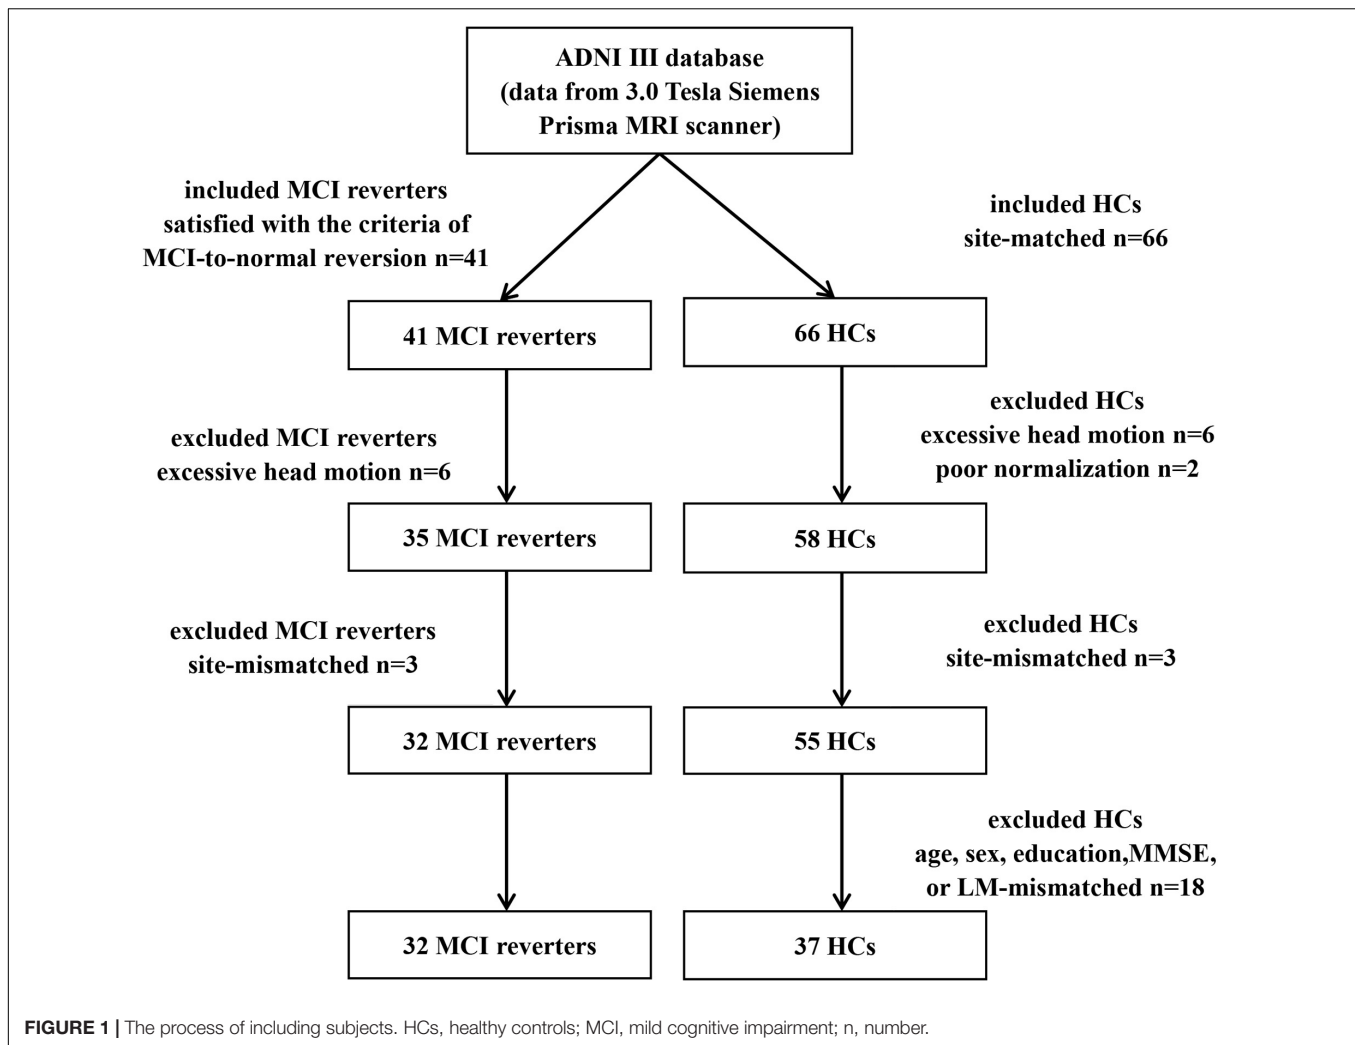 ADNI III database
(data from 3.0 Tesla Siemens
Prisma MRI scanner)
included MCI reverters
satisfied with the criteria of
MCI-to-normal reversion n=41
included HCs
site-matched n=66
41 MCI reverters
66 HCs
excluded MCI reverters
excessive head motion n=6
excluded HCs
excessive head motion n=6
poor normalization n=2
35 MCI reverters
58 HCs
excluded MCI reverters
site-mismatched n=3
excluded HCs
site-mismatched n=3
32 MCI reverters
55 HCs
excluded HCs
age, sex, education,MMSE,
or LM-mismatched n=18
32 MCI reverters
37 HCs
FIGURE 1 | The process of including subjects. HCs, healthy controls; MCI, mild cognitive impairment; n, number.